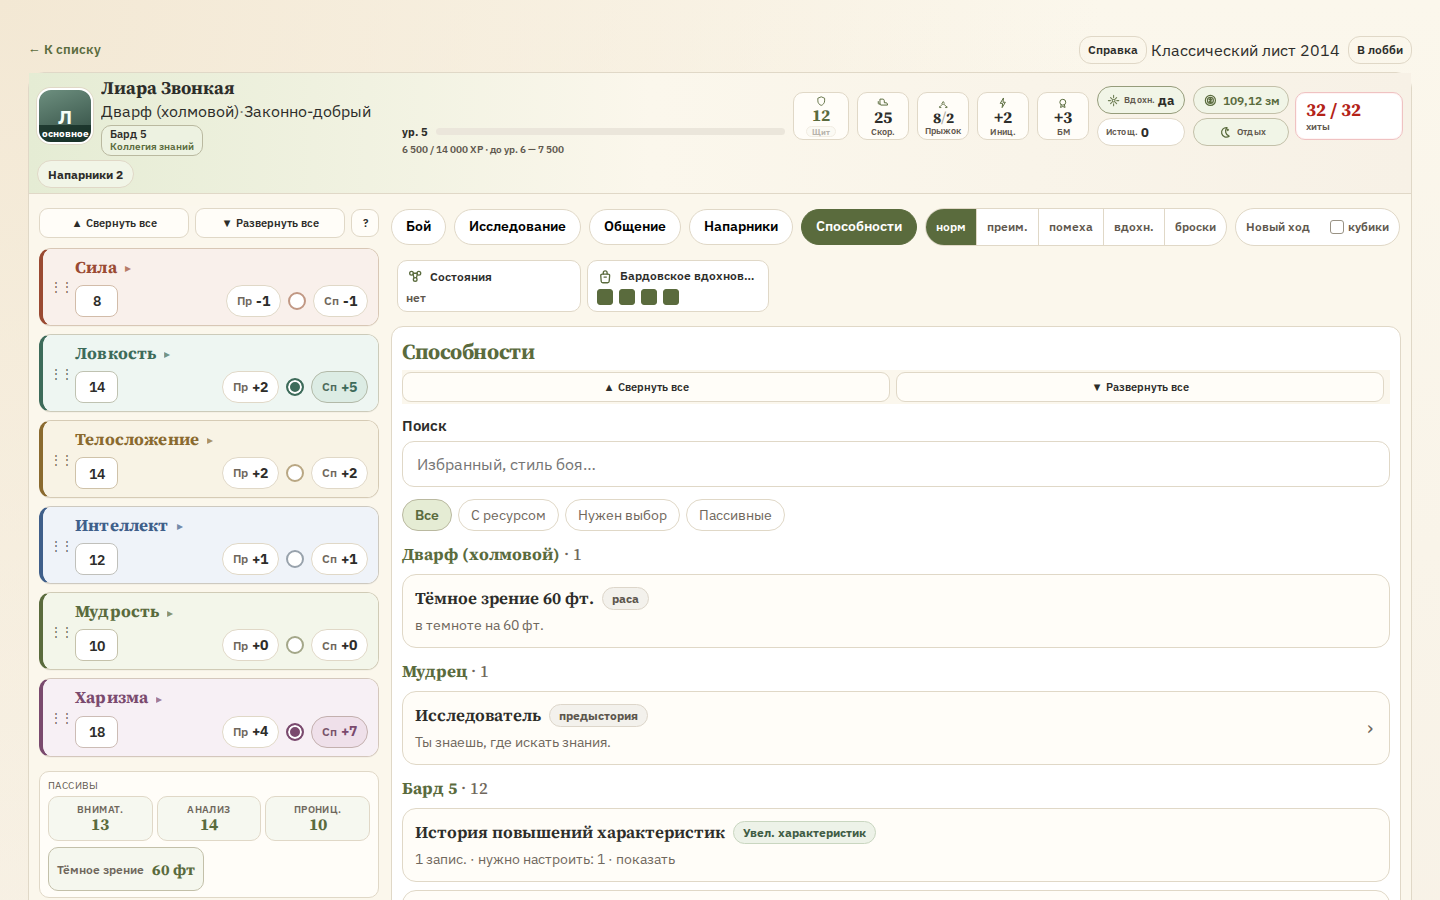 ← К списку
Справка Классический лист 2014 В лобби
Л
основное
Лиара Звонкая
Дварф (холмовой)·Законно-добрый
Бард 5
Коллегия знаний
Напарники 2
ур. 5
6 500 / 14 000 XP · до ур. 6 — 7 500
12
Щит
25
Скор.
8/2
Прыжок
+2
Иниц.
+3
БМ
Вдохн. да
Истощ. 0
109,12 зм
Отдых
32 / 32
хиты
▲ Свернуть все
▼ Развернуть все
?
Сила ▸
8
Пр -1
Сп -1
Ловкость ▸
14
Пр +2
Сп +5
Телосложение ▸
14
Пр +2
Сп +2
Интеллект ▸
12
Пр +1
Сп +1
Мудрость ▸
10
Пр +0
Сп +0
Харизма ▸
18
Пр +4
Сп +7
ПАССИВЫ
ВНИМАТ.
13
АНАЛИЗ
14
ПРОНИЦ.
10
Тёмное зрение 60 фт
Бой
Исследование
Общение
Напарники
Способности
норм
преим.
помеха
вдохн.
броски
Новый ход
кубики
Состояния
нет
Бардовское вдохнов...
Способности
▲ Свернуть все
▼ Развернуть все
Поиск
Избранный, стиль боя...
Все
С ресурсом
Нужен выбор
Пассивные
Дварф (холмовой) · 1
Тёмное зрение 60 фт. раса
в темноте на 60 фт.
Мудрец · 1
Исследователь предыстория
Ты знаешь, где искать знания.
›
Бард 5 · 12
История повышений характеристик Увел. характеристик
1 запис. · нужно настроить: 1 · показать